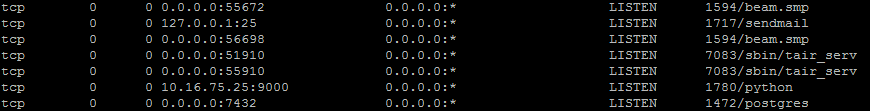 tcp 0 0 0.0.0.0:55672 0.0.0.0:* LISTEN 1594/beam.smp
tcp 0 0 127.0.0.1:25 0.0.0.0:* LISTEN 1717/sendmail
tcp 0 0 0.0.0.0:56698 0.0.0.0:* LISTEN 1594/beam.smp
tcp 0 0 0.0.0.0:51910 0.0.0.0:* LISTEN 7083/sbin/tair_serv
tcp 0 0 0.0.0.0:55910 0.0.0.0:* LISTEN 7083/sbin/tair_serv
tcp 0 0 10.16.75.25:9000 0.0.0.0:* LISTEN 1780/python
tcp 0 0 0.0.0.0:7432 0.0.0.0:* LISTEN 1472/postgres